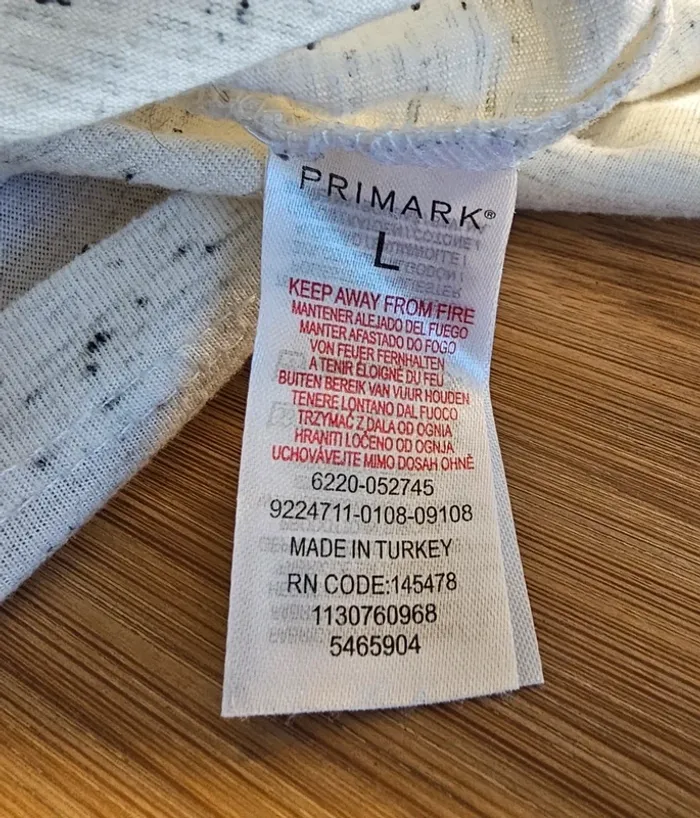 PRIMARK®
L
KEEP AWAY FROM FIRE
MANTENER ALEJADO DEL FUEGO
MANTER AFASTADO DO FOGO
VON FEUER FERNHALTEN
A TENIR ÉLOIGNÉ DU FEU
BUITEN BEREIK VAN VUUR HOUDEN
TENERE LONTANO DAL FUOCO
TRZYMAĆ Z DALA OD OGNIA
HRANITI LOČENO OD OGNJA
UCHOVÁVEJTE MIMO DOSAH OHNĚ
6220-052745
9224711-0108-09108
MADE IN TURKEY
RN CODE:145478
1130760968
5465904